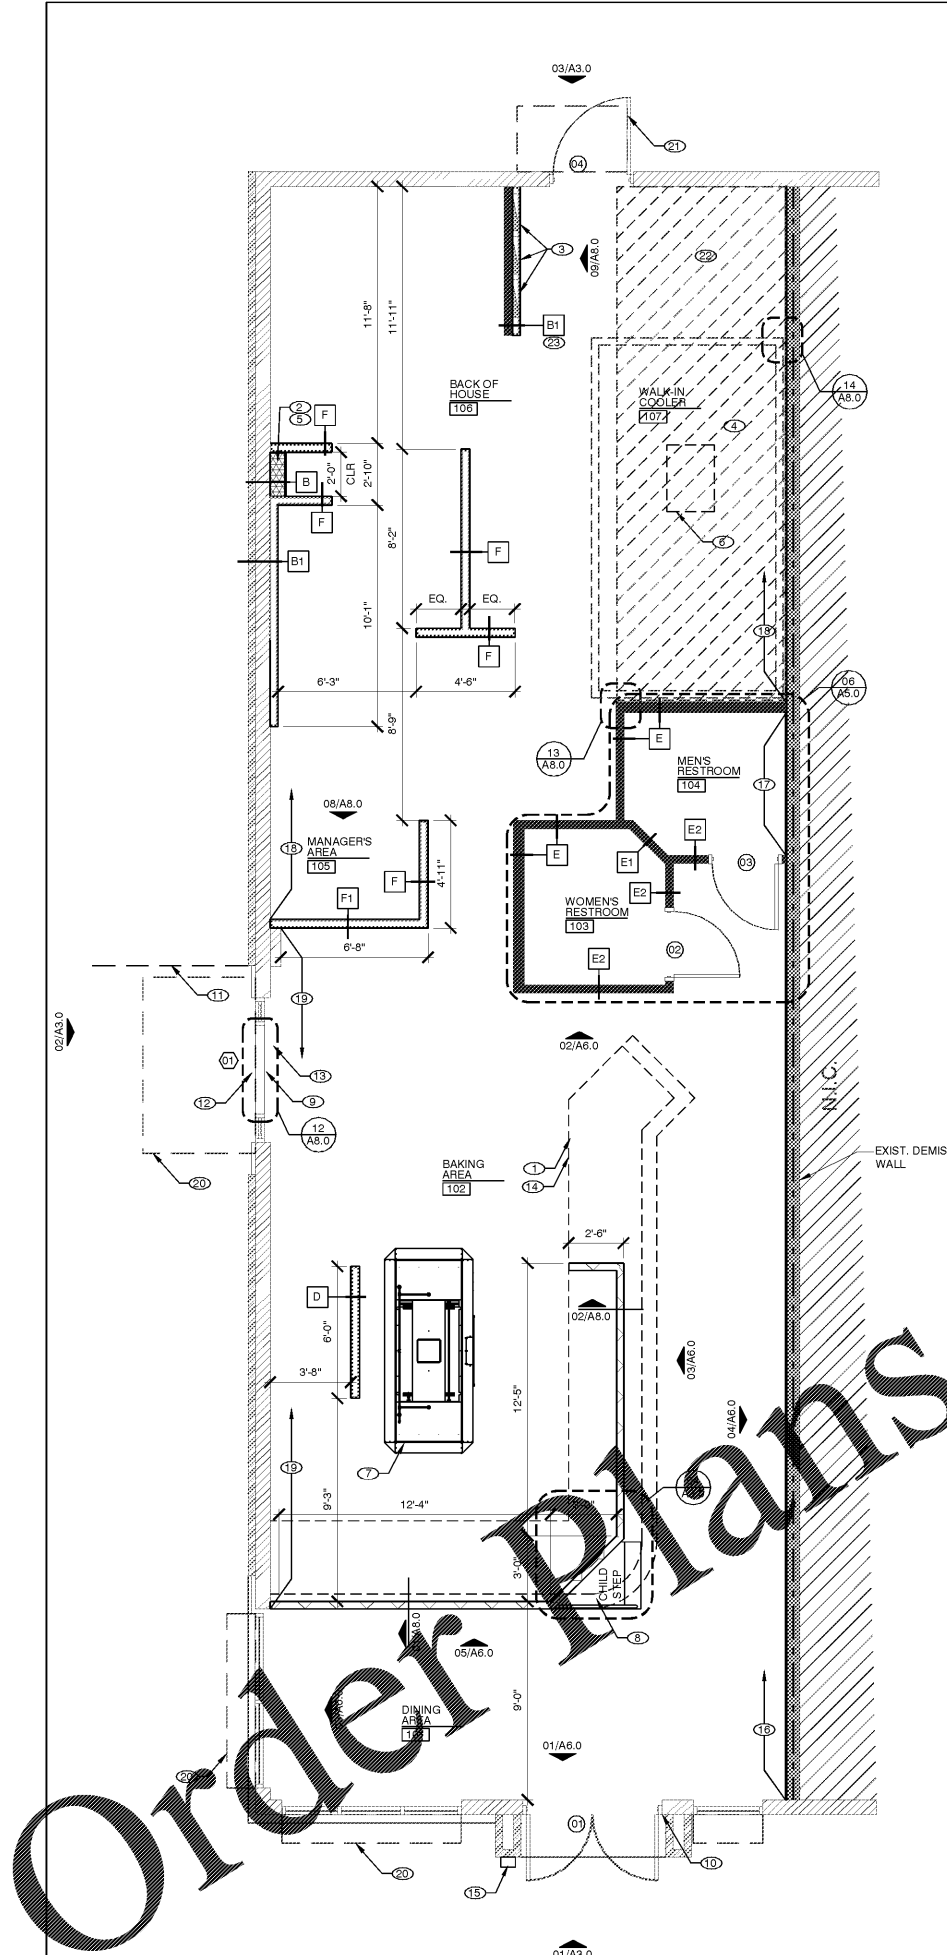 03/A3.0
21
04
22
3
09/A8.0
11'-8"
11'-11"
B1
23
14
A8.0
BACK OF
HOUSE
106
WALK-IN
COOLER
107
4
2
5
F
2'-0"
CLR
2'-10"
B
F
8'-2"
F
6
B1
10'-1"
EQ.
EQ.
18
F
6'-3"
4'-6"
06
A5.0
8'-9"
E
13
A8.0
MEN'S
RESTROOM
104
17
08/A8.0
18
MANAGER'S
AREA
105
F
4'-11"
E
E1
E2
03
F1
E2
WOMEN'S
RESTROOM
103
6'-8"
02
E2
11
19
02/A3.0
01
02/A6.0
13
12
9
12
A8.0
N.I.C.
EXIST. DEMIS
WALL
BAKING
AREA
102
1
14
20
2'-6"
D
6'-0"
02/A8.0
03/A6.0
3'-8"
12'-5"
04/A6.0
7
19
9'-3"
12'-4"
3'-0"
CHILD
STEP
8
05/A6.0
DINING
AREA
9'-0"
16
01/A6.0
20
01
20
10
15
01/A3.0
Order Plans